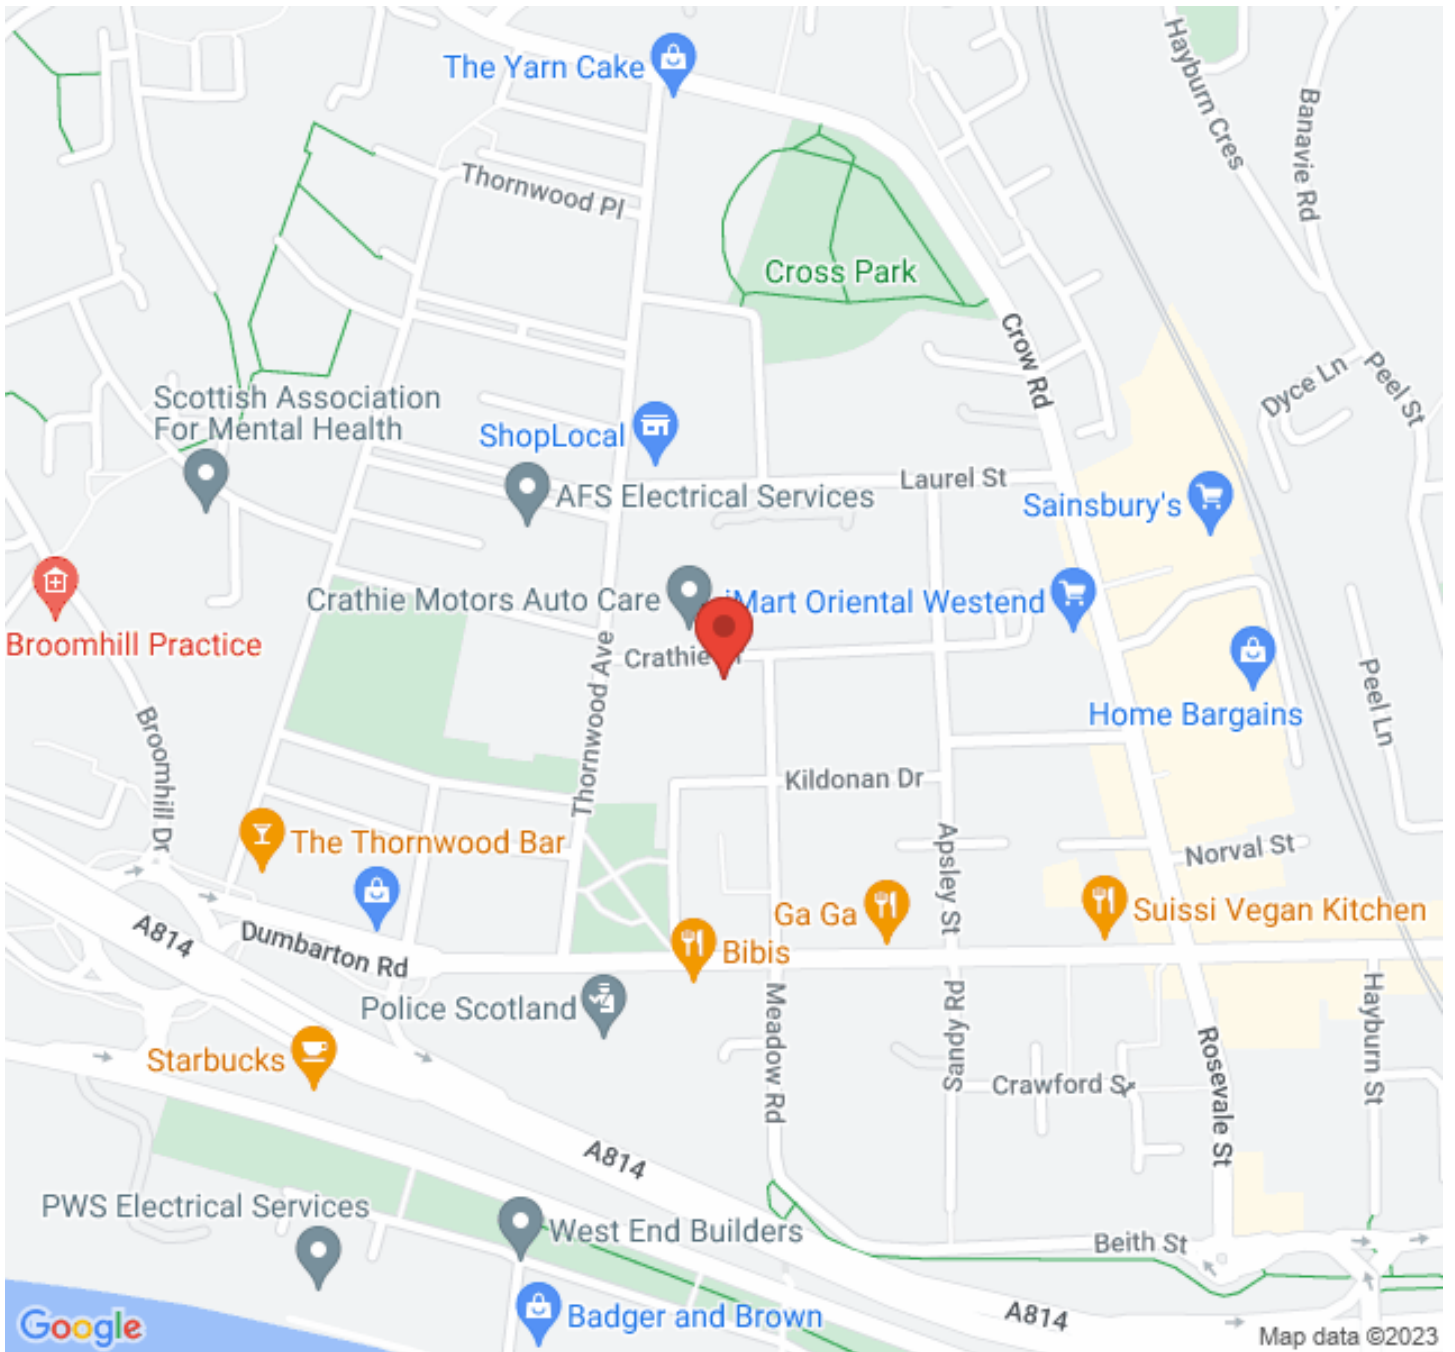 The Yarn Cake
Hayburn Cres
Banavie Rd
Thornwood Pl
Cross Park
Crow Rd
Dyce Ln
Peel St
Scottish Association
For Mental Health
ShopLocal
Laurel St
AFS Electrical Services
Sainsbury's
Crathie Motors Auto Care
iMart Oriental Westend
Broomhill Practice
Thornwood Ave
Crathie
Peel Ln
Home Bargains
Broomhill Dr
Kildonan Dr
The Thornwood Bar
Apsley St
Norval St
Ga Ga
Suissi Vegan Kitchen
A814
Dumbarton Rd
Bibis
Police Scotland
Meadow Rd
Sandy Rd
Hayburn St
Starbucks
Crawford St
Rosevale St
A814
PWS Electrical Services
West End Builders
Beith St
Badger and Brown
A814
Google
Map data ©2023